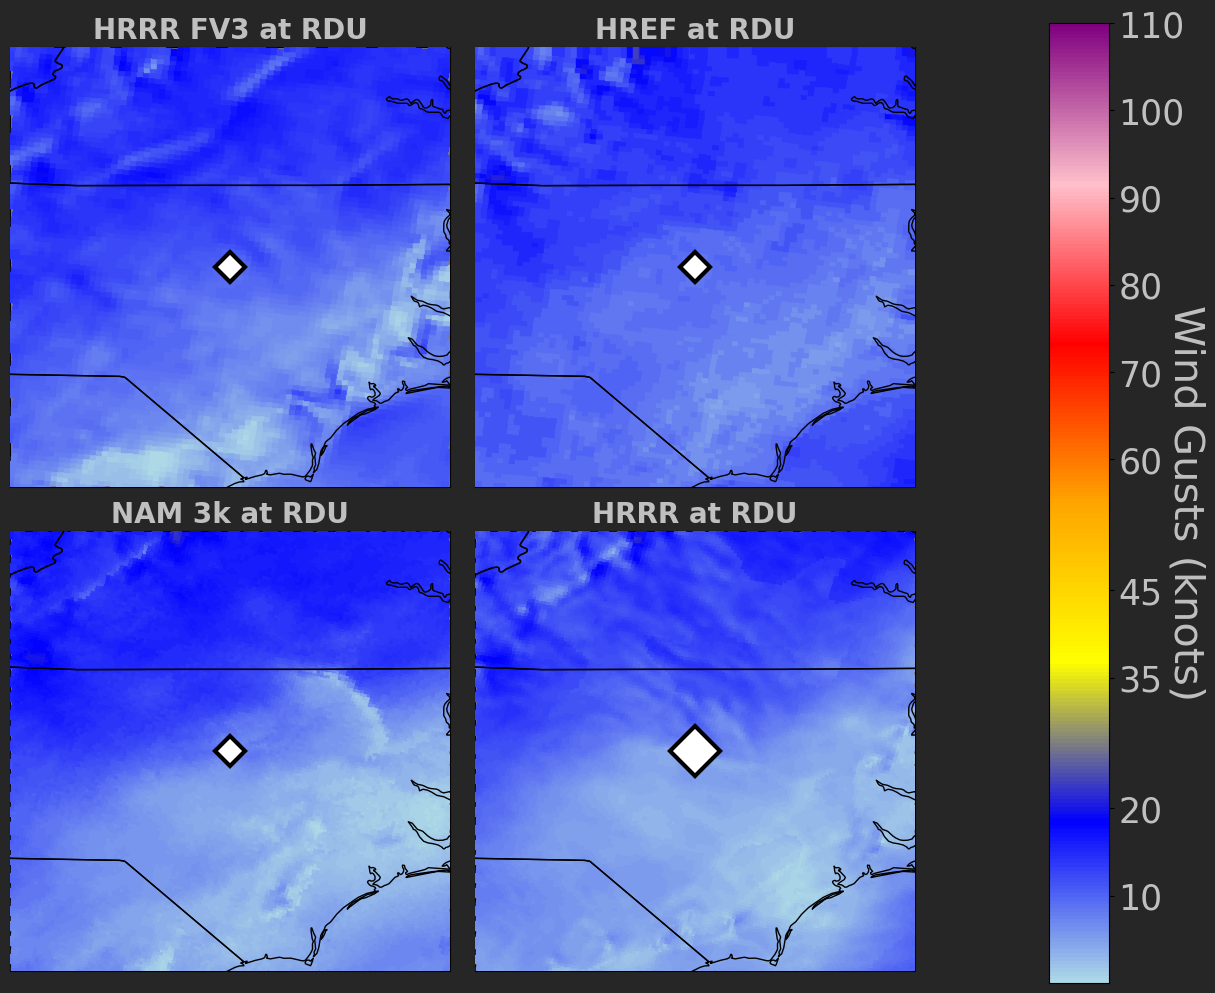 HRRR FV3 at RDU
HREF at RDU
NAM 3k at RDU
HRRR at RDU
110
100
90
80
70
60
45
35
20
10
Wind Gusts (knots)